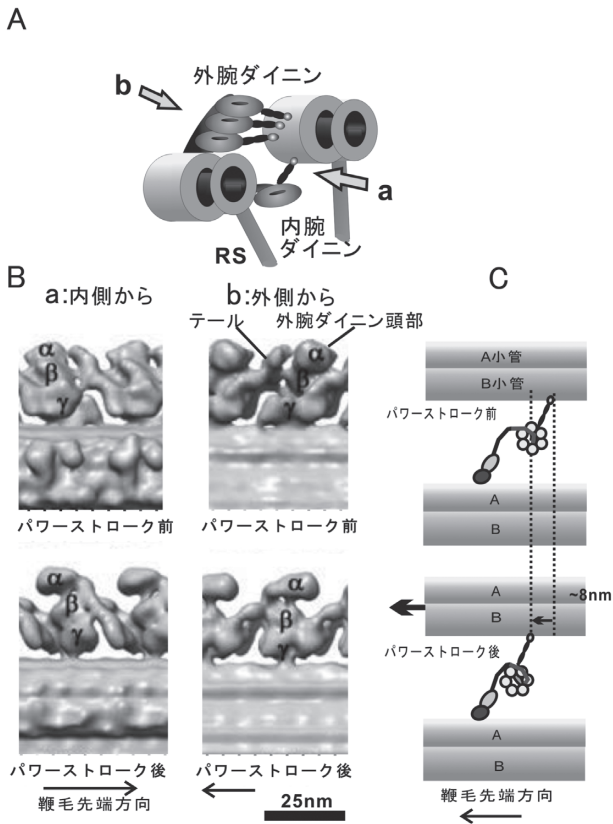 A
外腕ダイニン
b
a
内腕
ダイニン
RS
B
a:内側から
b:外側から
テール
外腕ダイニン頭部
α
β
γ
α
β
γ
パワーストローク前
パワーストローク前
α
β
γ
α
β
γ
パワーストローク後
パワーストローク後
鞭毛先端方向
25nm
C
A小管
B小管
パワーストローク前
A
B
A
~8nm
B
パワーストローク後
A
B
鞭毛先端方向